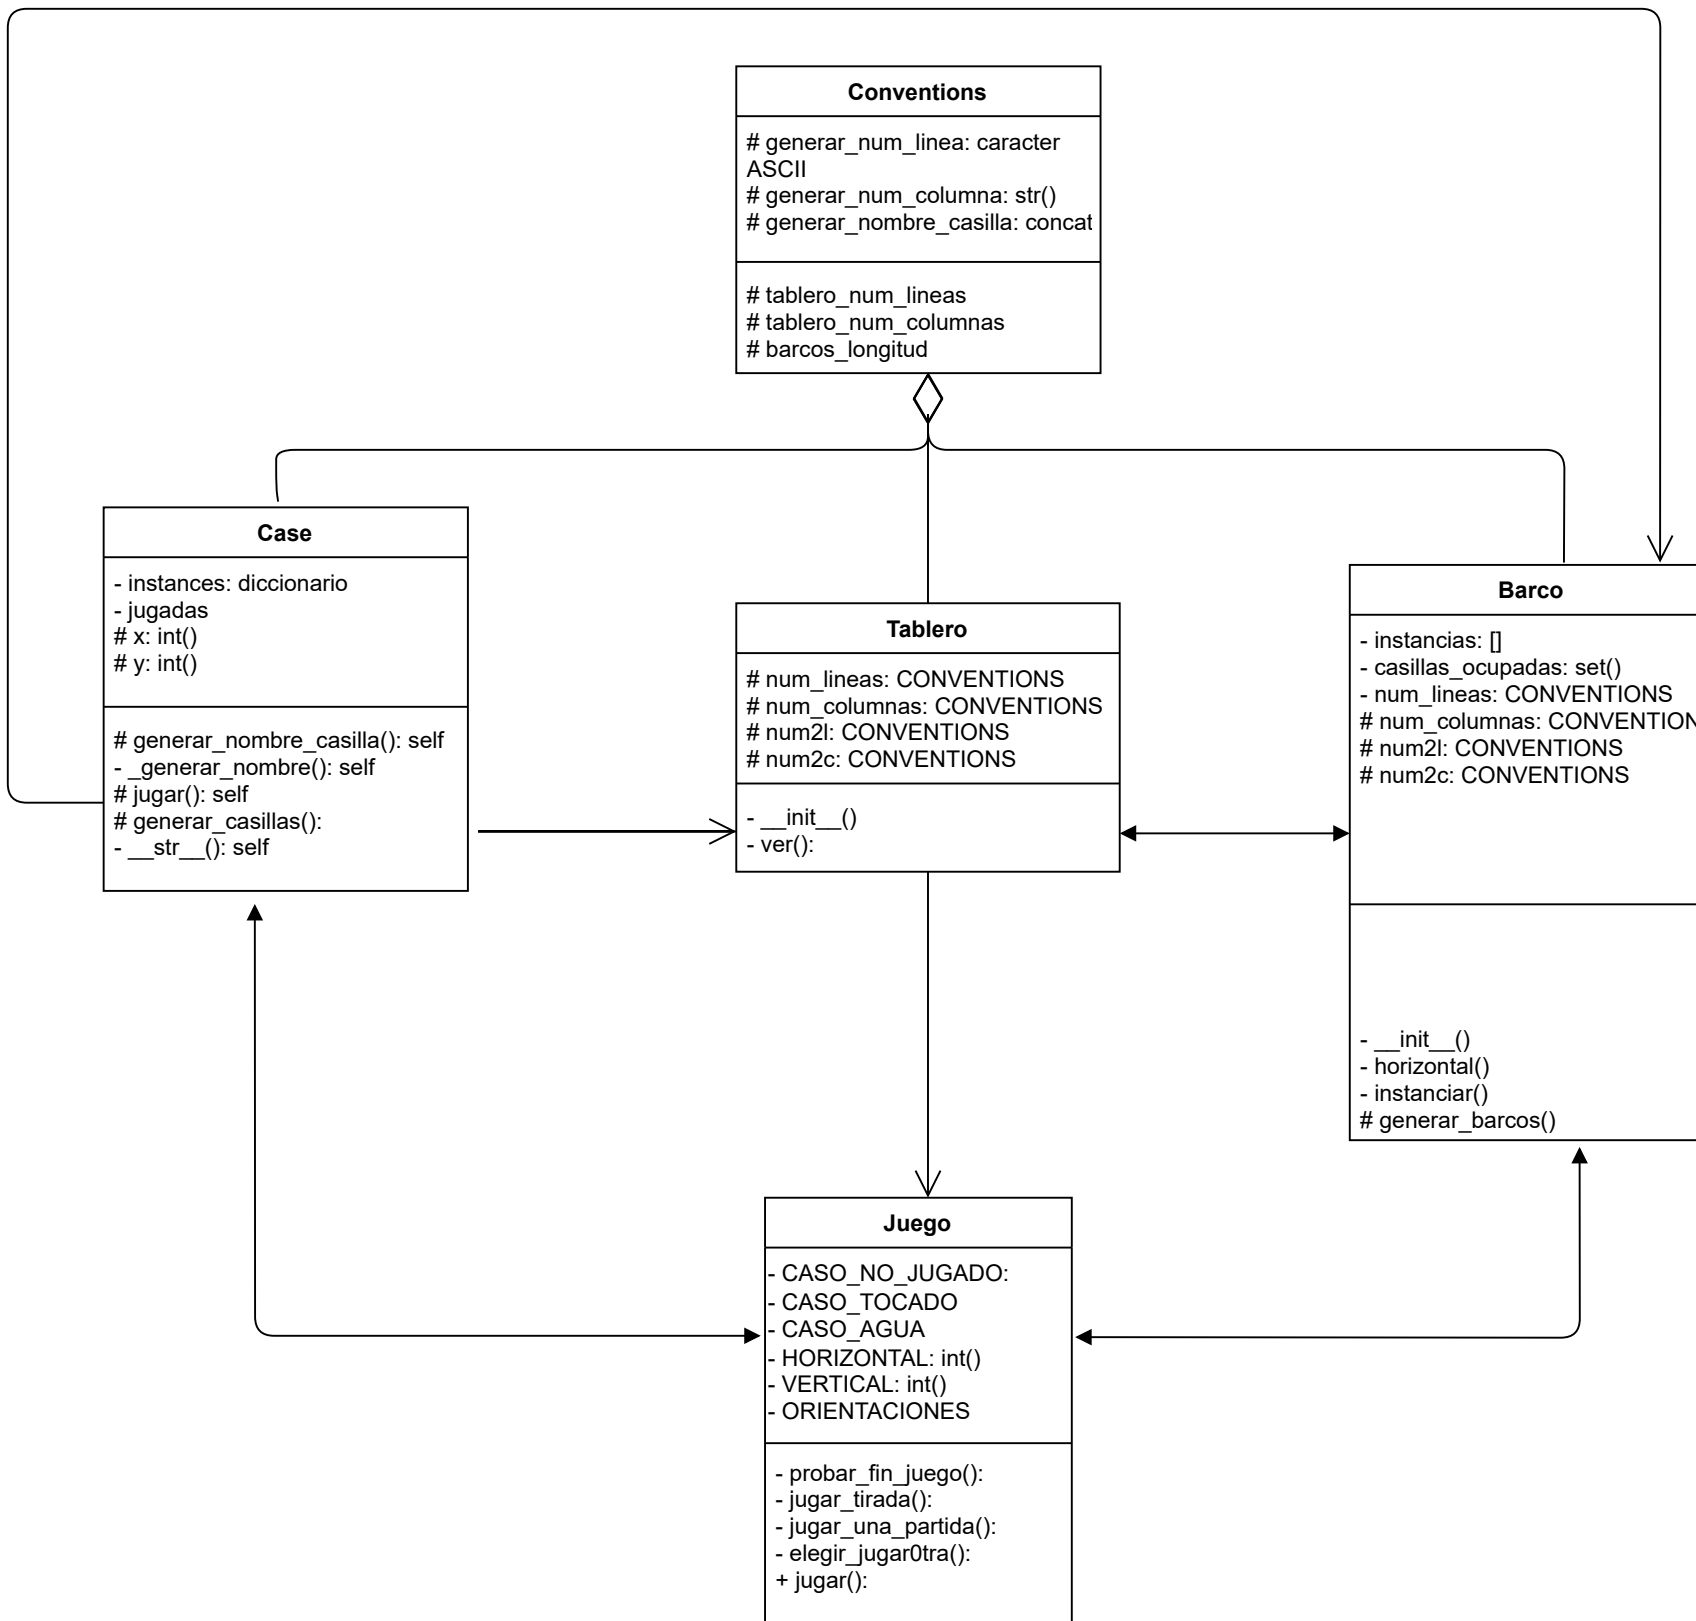 Conventions
# generar_num_linea: caracter
ASCII
# generar_num_columna: str()
# generar_nombre_casilla: concat
# tablero_num_lineas
# tablero_num_columnas
# barcos_longitud
Case
- instances: diccionario
- jugadas
# x: int()
# y: int()
# generar_nombre_casilla(): self
- _generar_nombre(): self
# jugar(): self
# generar_casillas():
- __str__(): self
Tablero
# num_lineas: CONVENTIONS
# num_columnas: CONVENTIONS
# num2l: CONVENTIONS
# num2c: CONVENTIONS
- __init__()
- ver():
Barco
- instancias: []
- casillas_ocupadas: set()
- num_lineas: CONVENTIONS
# num_columnas: CONVENTION
# num2l: CONVENTIONS
# num2c: CONVENTIONS
- __init__()
- horizontal()
- instanciar()
# generar_barcos()
Juego
- CASO_NO_JUGADO:
- CASO_TOCADO
- CASO_AGUA
- HORIZONTAL: int()
- VERTICAL: int()
- ORIENTACIONES
- probar_fin_juego():
- jugar_tirada():
- jugar_una_partida():
- elegir_jugar0tra():
+ jugar():